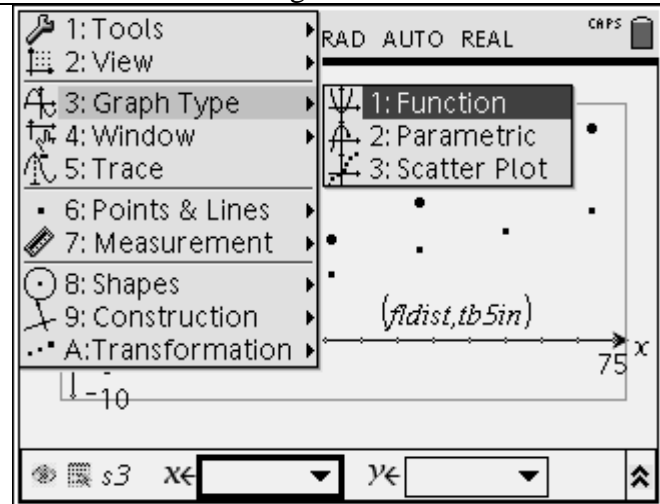 1: Tools
2: View
3: Graph Type
4: Window
5: Trace
6: Points & Lines
7: Measurement
8: Shapes
9: Construction
A:Transformation
RAD AUTO REAL
CAPS
1: Function
2: Parametric
3: Scatter Plot
(fldist,tb5in)
x
75
-10
s3 x← y←